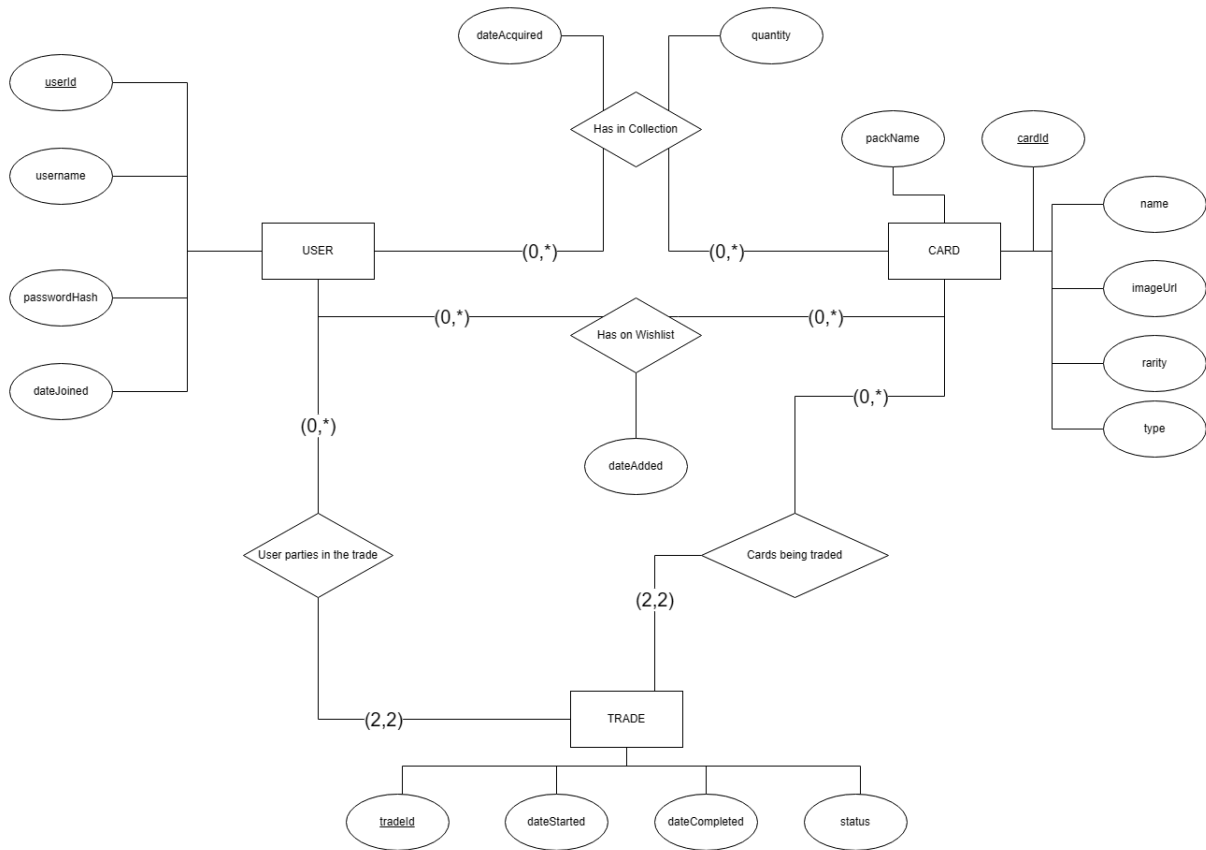 dateAcquired
quantity
userId
Has in Collection
packName
cardId
username
name
USER
(0,*)
(0,*)
CARD
passwordHash
imageUrl
(0,*)
Has on Wishlist
(0,*)
rarity
dateJoined
(0,*)
(0,*)
type
dateAdded
User parties in the trade
Cards being traded
(2,2)
(2,2)
TRADE
tradeId
dateStarted
dateCompleted
status